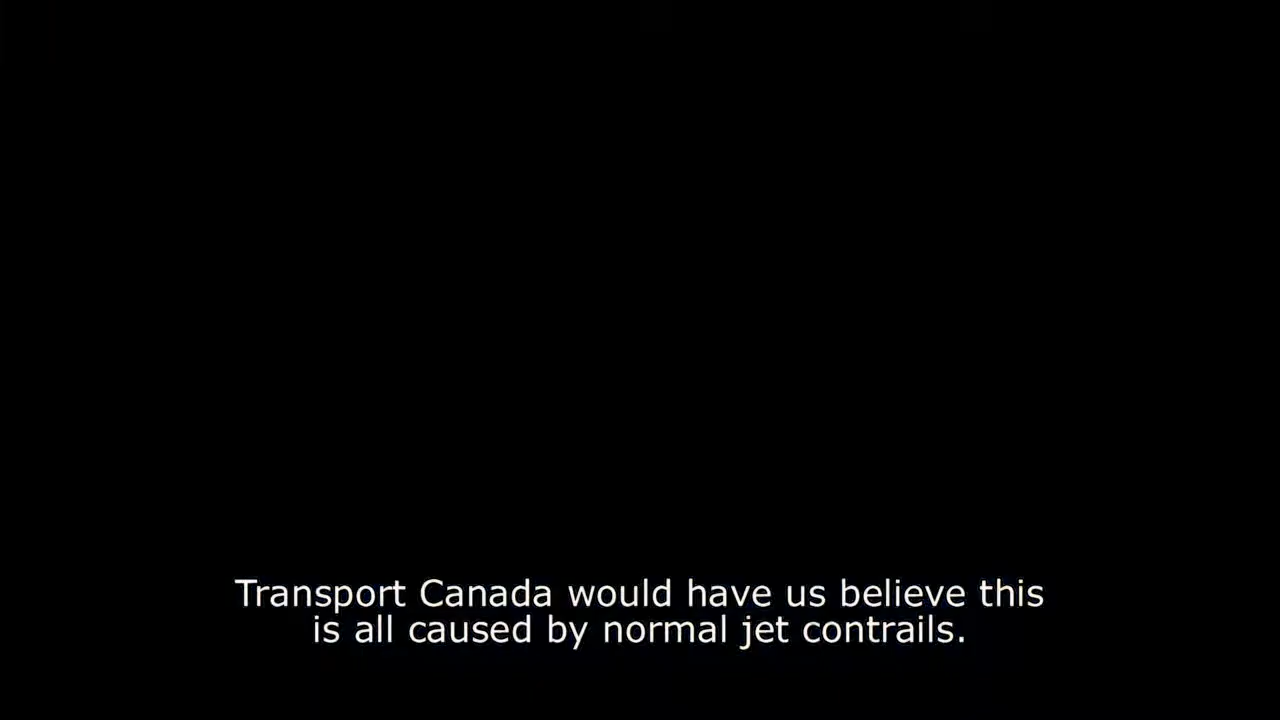 Transport Canada would have us believe this
is all caused by normal jet contrails.